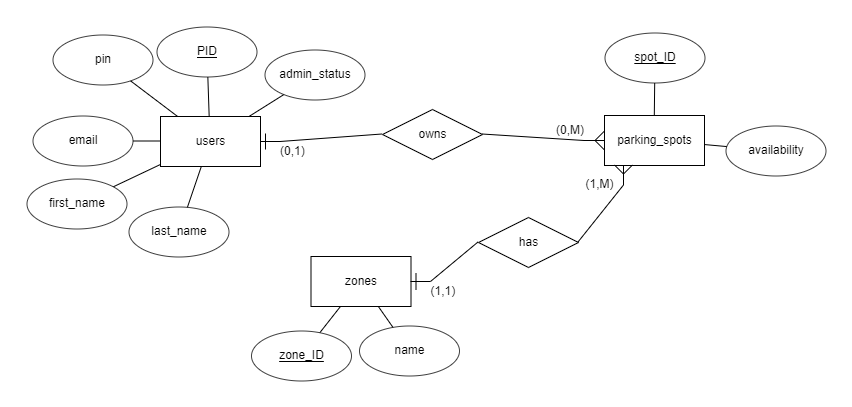 pin
PID
admin_status
spot_ID
email
users
(0,1)
owns
(0,M)
parking_spots
availability
first_name
last_name
(1,M)
has
zones
(1,1)
zone_ID
name